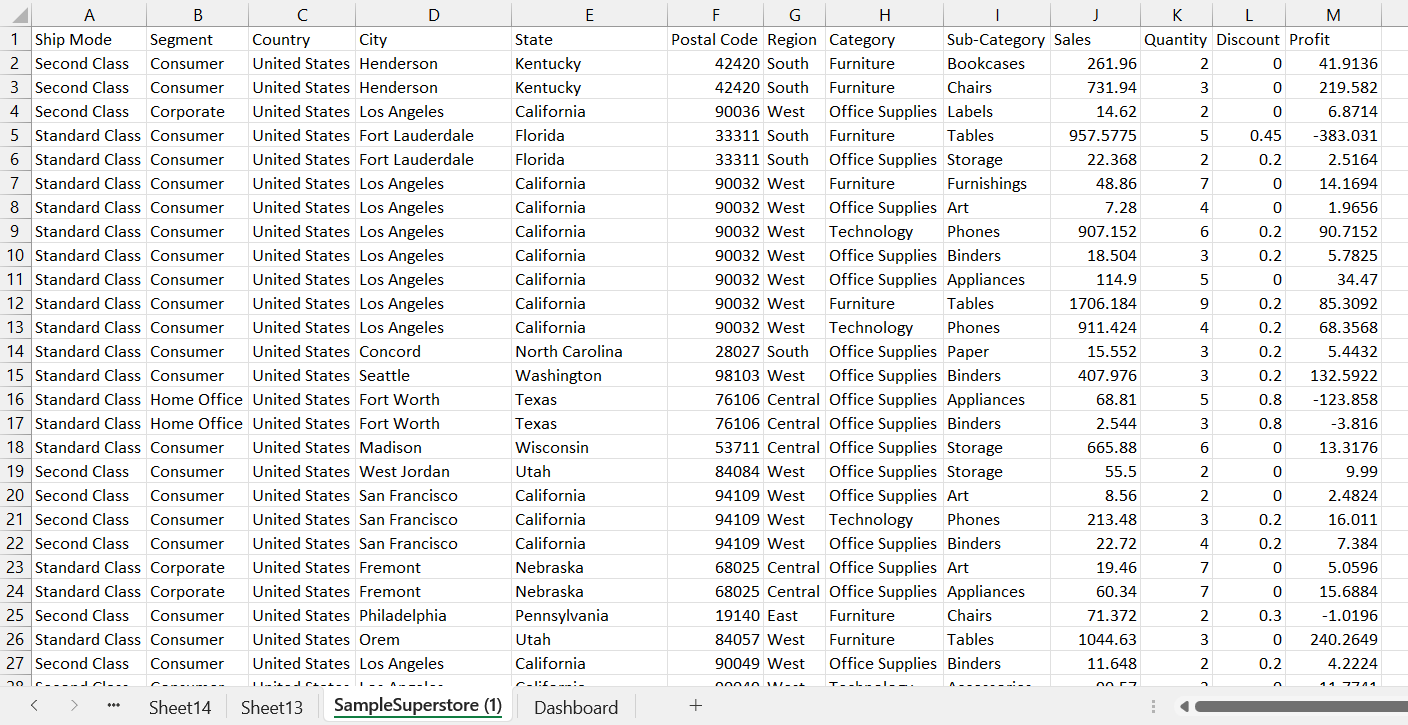 A B C D E F G H I J K L M
1 Ship Mode Segment Country City State Postal Code Region Category Sub-Category Sales Quantity Discount Profit
2 Second Class Consumer United States Henderson Kentucky 42420 South Furniture Bookcases 261.96 2 0 41.9136
3 Second Class Consumer United States Henderson Kentucky 42420 South Furniture Chairs 731.94 3 0 219.582
4 Second Class Corporate United States Los Angeles California 90036 West Office Supplies Labels 14.62 2 0 6.8714
5 Standard Class Consumer United States Fort Lauderdale Florida 33311 South Furniture Tables 957.5775 5 0.45 -383.031
6 Standard Class Consumer United States Fort Lauderdale Florida 33311 South Office Supplies Storage 22.368 2 0.2 2.5164
7 Standard Class Consumer United States Los Angeles California 90032 West Furniture Furnishings 48.86 7 0 14.1694
8 Standard Class Consumer United States Los Angeles California 90032 West Office Supplies Art 7.28 4 0 1.9656
9 Standard Class Consumer United States Los Angeles California 90032 West Technology Phones 907.152 6 0.2 90.7152
10 Standard Class Consumer United States Los Angeles California 90032 West Office Supplies Binders 18.504 3 0.2 5.7825
11 Standard Class Consumer United States Los Angeles California 90032 West Office Supplies Appliances 114.9 5 0 34.47
12 Standard Class Consumer United States Los Angeles California 90032 West Furniture Tables 1706.184 9 0.2 85.3092
13 Standard Class Consumer United States Los Angeles California 90032 West Technology Phones 911.424 4 0.2 68.3568
14 Standard Class Consumer United States Concord North Carolina 28027 South Office Supplies Paper 15.552 3 0.2 5.4432
15 Standard Class Consumer United States Seattle Washington 98103 West Office Supplies Binders 407.976 3 0.2 132.5922
16 Standard Class Home Office United States Fort Worth Texas 76106 Central Office Supplies Appliances 68.81 5 0.8 -123.858
17 Standard Class Home Office United States Fort Worth Texas 76106 Central Office Supplies Binders 2.544 3 0.8 -3.816
18 Standard Class Consumer United States Madison Wisconsin 53711 Central Office Supplies Storage 665.88 6 0 13.3176
19 Second Class Consumer United States West Jordan Utah 84084 West Office Supplies Storage 55.5 2 0 9.99
20 Second Class Consumer United States San Francisco California 94109 West Office Supplies Art 8.56 2 0 2.4824
21 Second Class Consumer United States San Francisco California 94109 West Technology Phones 213.48 3 0.2 16.011
22 Second Class Consumer United States San Francisco California 94109 West Office Supplies Binders 22.72 4 0.2 7.384
23 Standard Class Corporate United States Fremont Nebraska 68025 Central Office Supplies Art 19.46 7 0 5.0596
24 Standard Class Corporate United States Fremont Nebraska 68025 Central Office Supplies Appliances 60.34 7 0 15.6884
25 Second Class Consumer United States Philadelphia Pennsylvania 19140 East Furniture Chairs 71.372 2 0.3 -1.0196
26 Standard Class Consumer United States Orem Utah 84057 West Furniture Tables 1044.63 3 0 240.2649
27 Second Class Consumer United States Los Angeles California 90049 West Office Supplies Binders 11.648 2 0.2 4.2224
Sheet14 Sheet13 SampleSuperstore (1) Dashboard